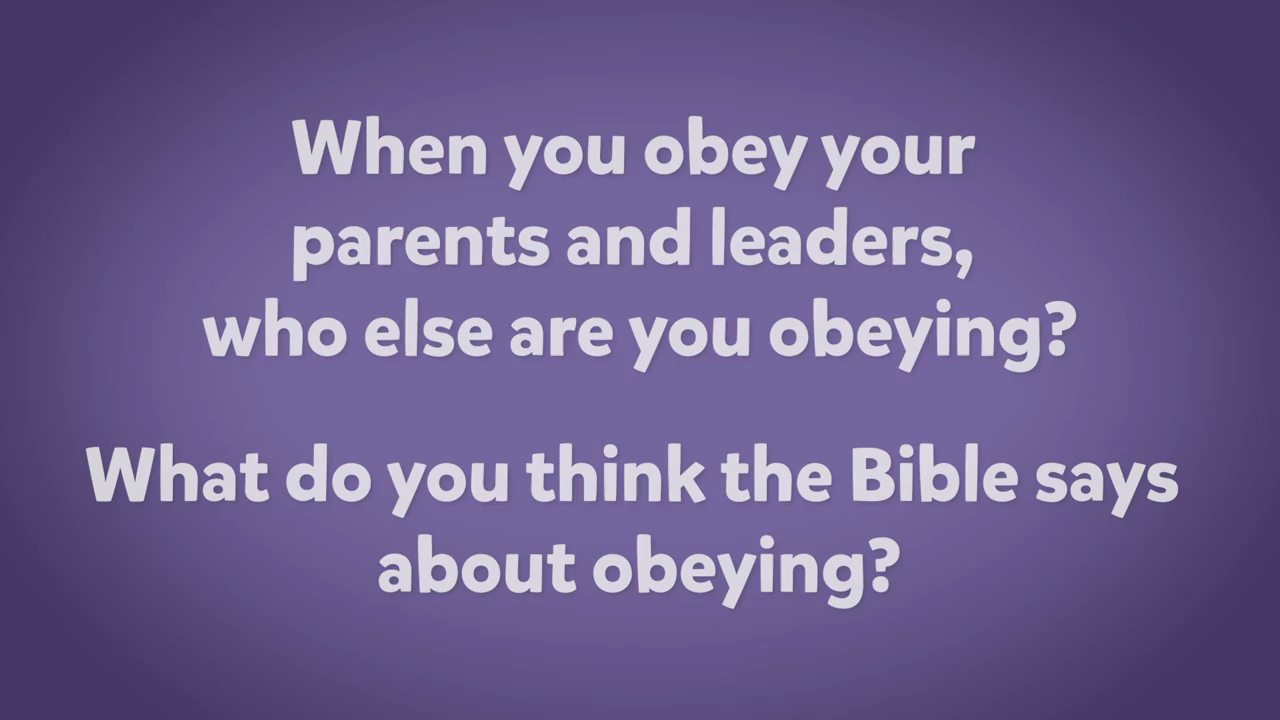 When you obey your
parents and leaders,
who else are you obeying?
What do you think the Bible says
about obeying?